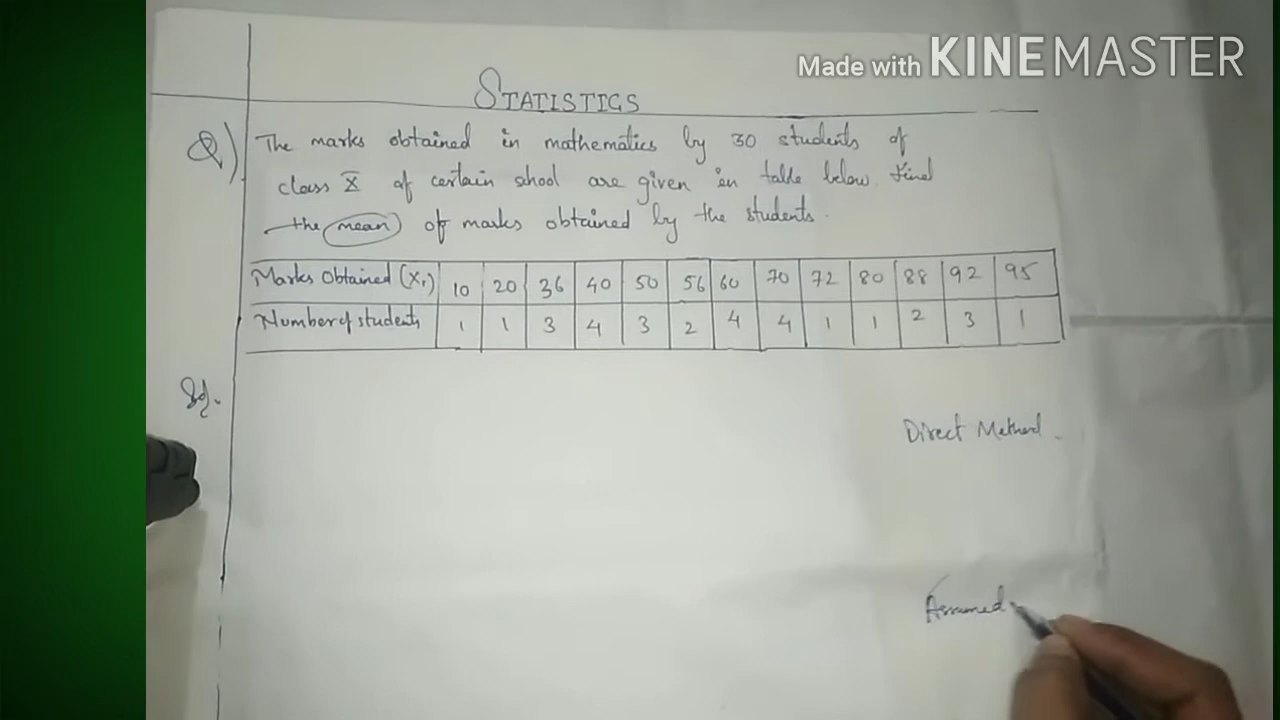 Made with KINEMASTER
STATISTICS
Q) The marks obtained in mathematics by 30 students of
class X of certain shool are given in table below. Find
the mean of marks obtained by the students.
Marks Obtained (Xi) 10 20 36 40 50 56 60 70 72 80 88 92 95
Number of students 1 1 3 4 3 2 4 4 1 1 2 3 1
Sol.
Direct Method.
Assumed